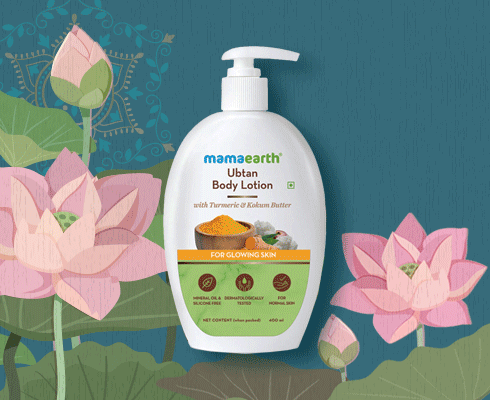 mamaearth®
Ubtan
Body Lotion
with Turmeric & Kokum Butter
FOR GLOWING SKIN
MINERAL OIL & SILICONE FREE
DERMATOLOGICALLY TESTED
FOR NORMAL SKIN
NET CONTENT (when packed) 400 ml